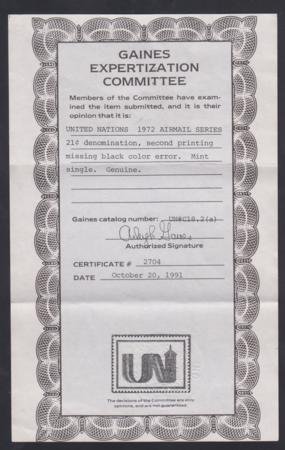 GAINES
EXPERTIZATION
COMMITTEE
Members of the Committee have exam-
ined the item submitted, and it is their
opinion that it is:
UNITED NATIONS 1972 AIRMAIL SERIES
21¢ denomination, second printing
missing black color error. Mint
single. Genuine.
Gaines catalog number: UN#C18.2(a)
Authorized Signature
CERTIFICATE # 2704
DATE October 20, 1991
UN
The decisions of the Committee are only
opinions, and are not guaranteed.